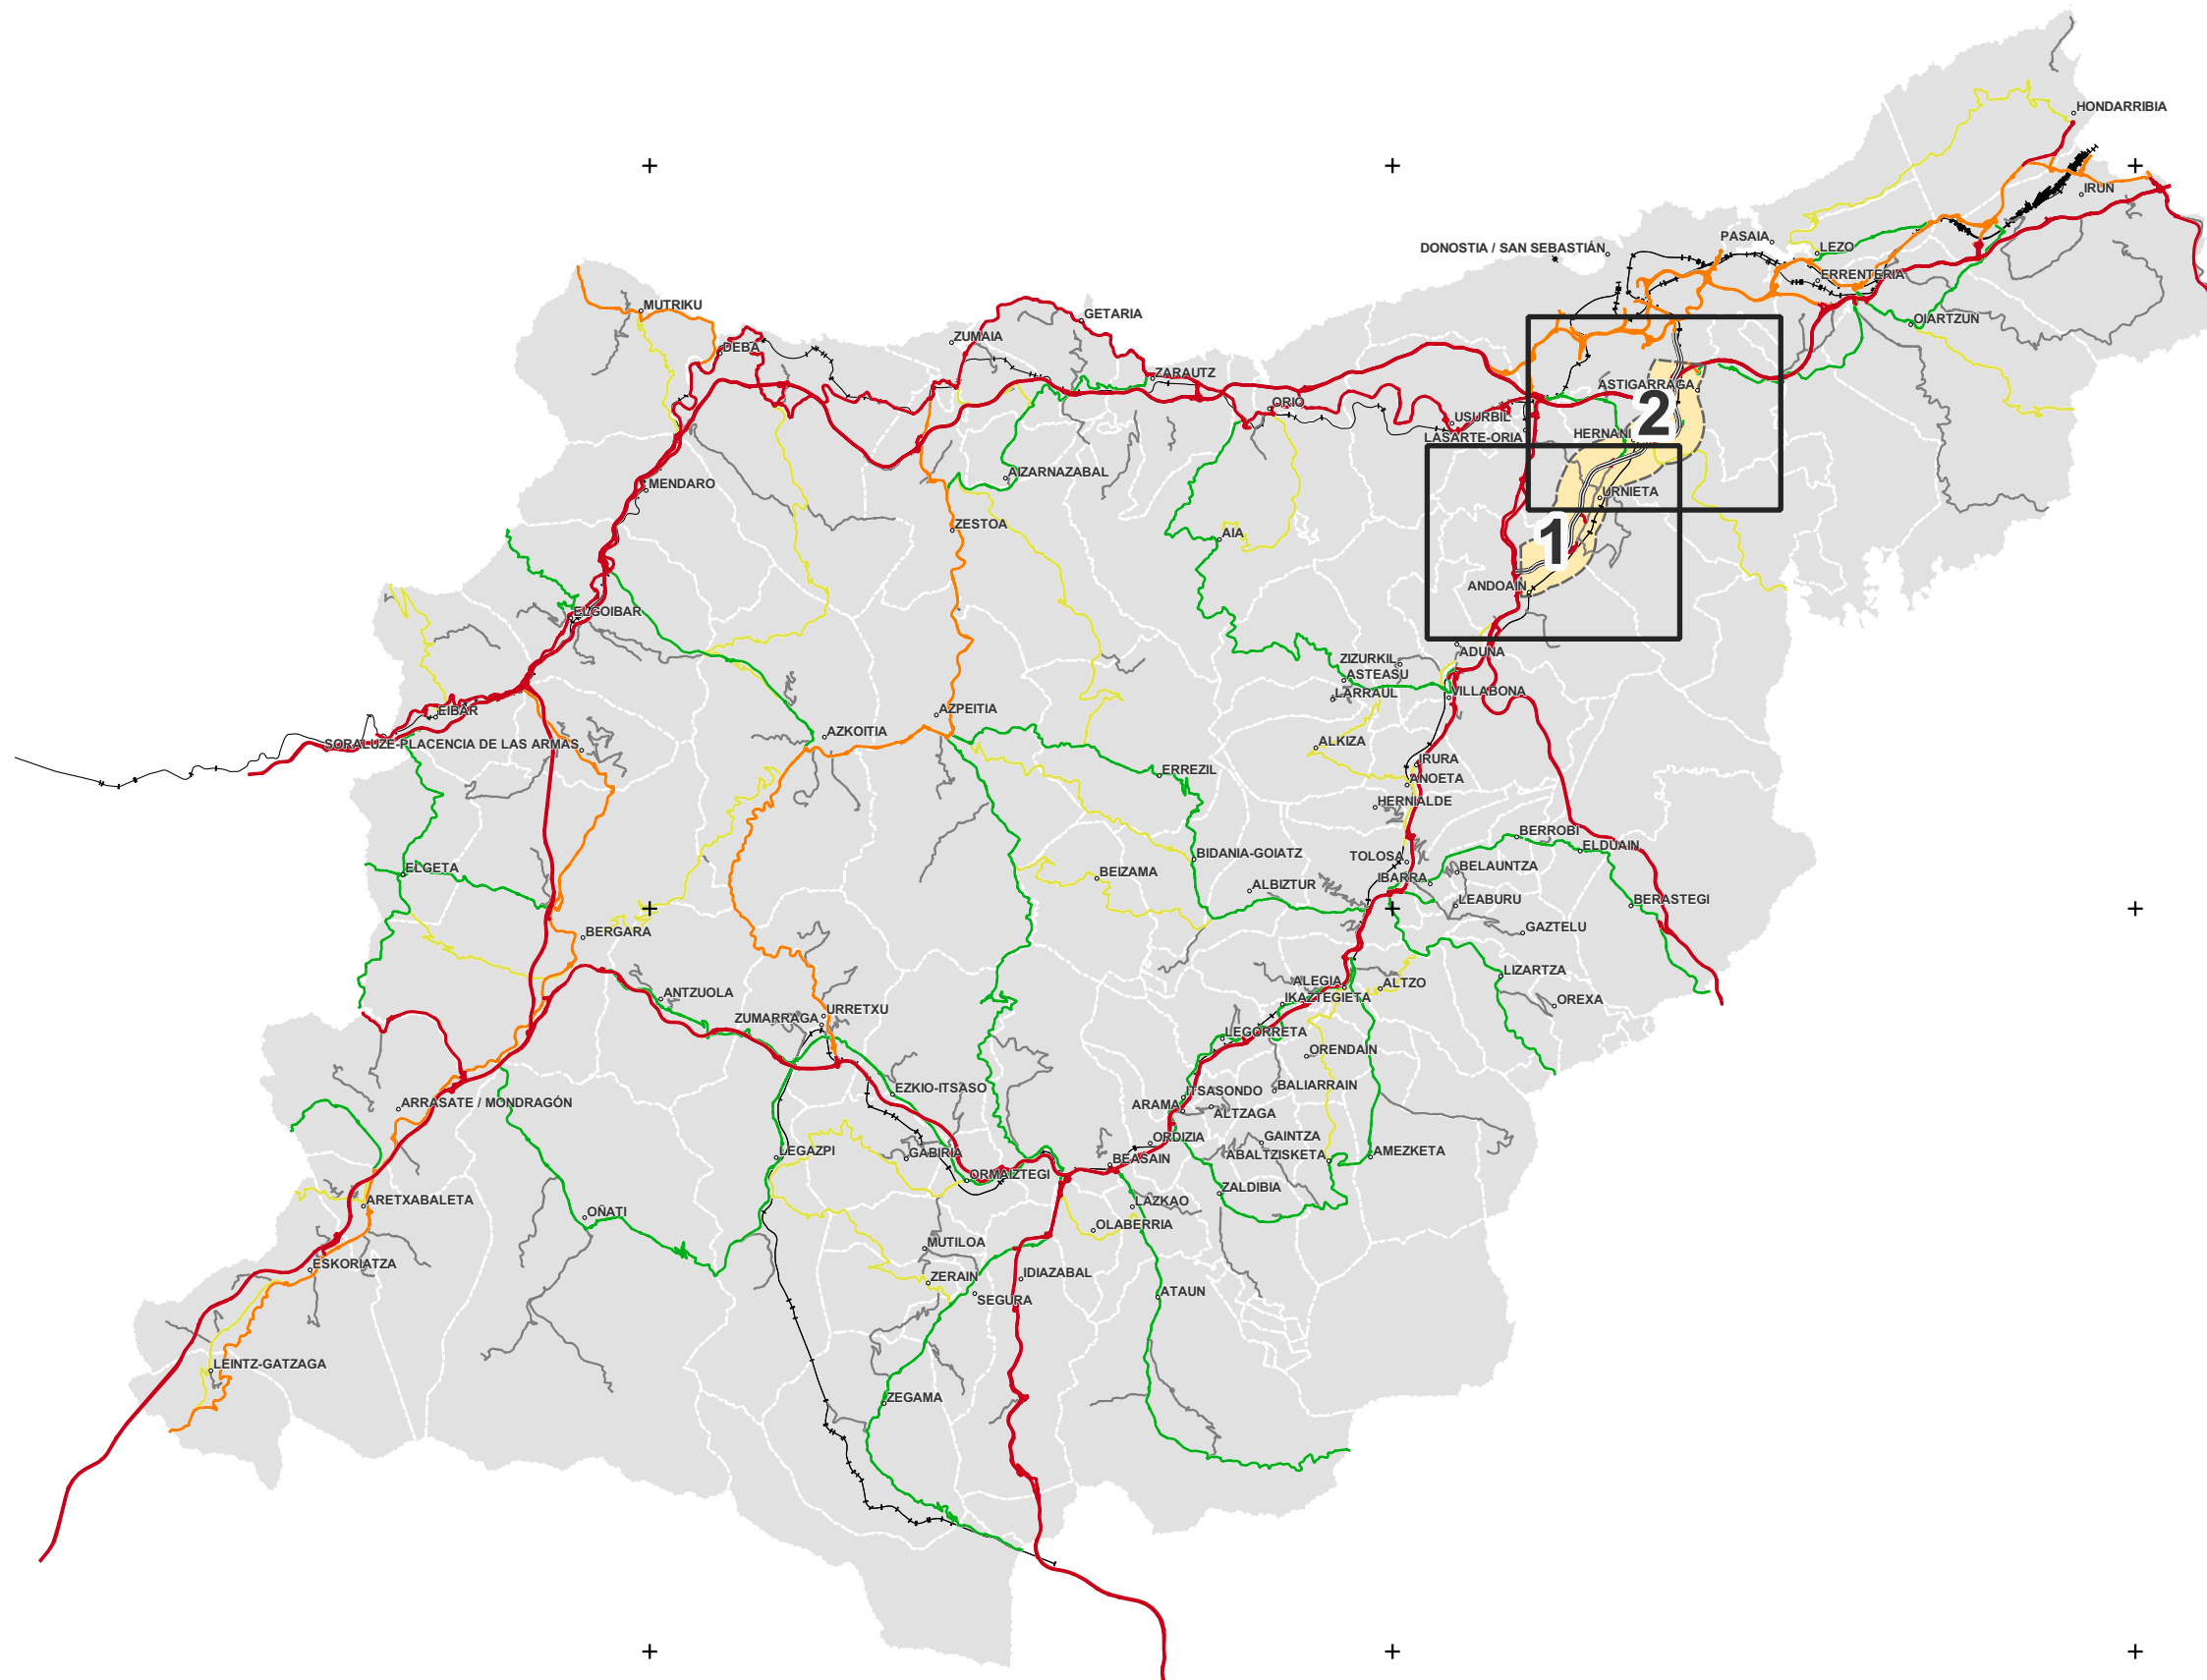 HONDARRIBIA
IRUN
PASAIA
DONOSTIA / SAN SEBASTIÁN
LEZO
ERRENTERIA
OIARTZUN
MUTRIKU
GETARIA
ZUMAIA
DEBA
ZARAUTZ
ASTIGARRAGA
ORIO
2
USURBIL
LASARTE-ORIA
HERNANI
AIZARNAZABAL
MENDARO
URNIETA
ZESTOA
AIA
1
ANDOAIN
ELGOIBAR
ADUNA
ZIZURKIL
ASTEASU
LARRAUL
VILLABONA
EIBAR
AZPEITIA
AZKOITIA
SORALUZE-PLACENCIA DE LAS ARMAS
ALKIZA
IRURA
ERREZIL
ANOETA
HERNIALDE
BERROBI
ELDUAIN
BIDANIA-GOIATZ
TOLOSA
BELAUNTZA
ELGETA
BEIZAMA
IBARRA
ALBIZTUR
LEABURU
BERASTEGI
GAZTELU
BERGARA
LIZARTZA
ALEGIA
ALTZO
ANTZUOLA
IKAZTEGIETA
OREXA
URRETXU
ZUMARRAGA
LEGORRETA
ORENDAIN
EZKIO-ITSASO
BALIARRAIN
ITSASONDO
ARRASATE / MONDRAGÓN
ARAMA
ALTZAGA
ORDIZIA
GAINTZA
LEGAZPI
GABIRIA
ABALTZISKETA
AMEZKETA
BEASAIN
ORMAIZTEGI
ZALDIBIA
ARETXABALETA
LAZKAO
OÑATI
OLABERRIA
MUTILOA
ESKORIATZA
IDIAZABAL
ZERAIN
ATAUN
SEGURA
LEINTZ-GATZAGA
ZEGAMA